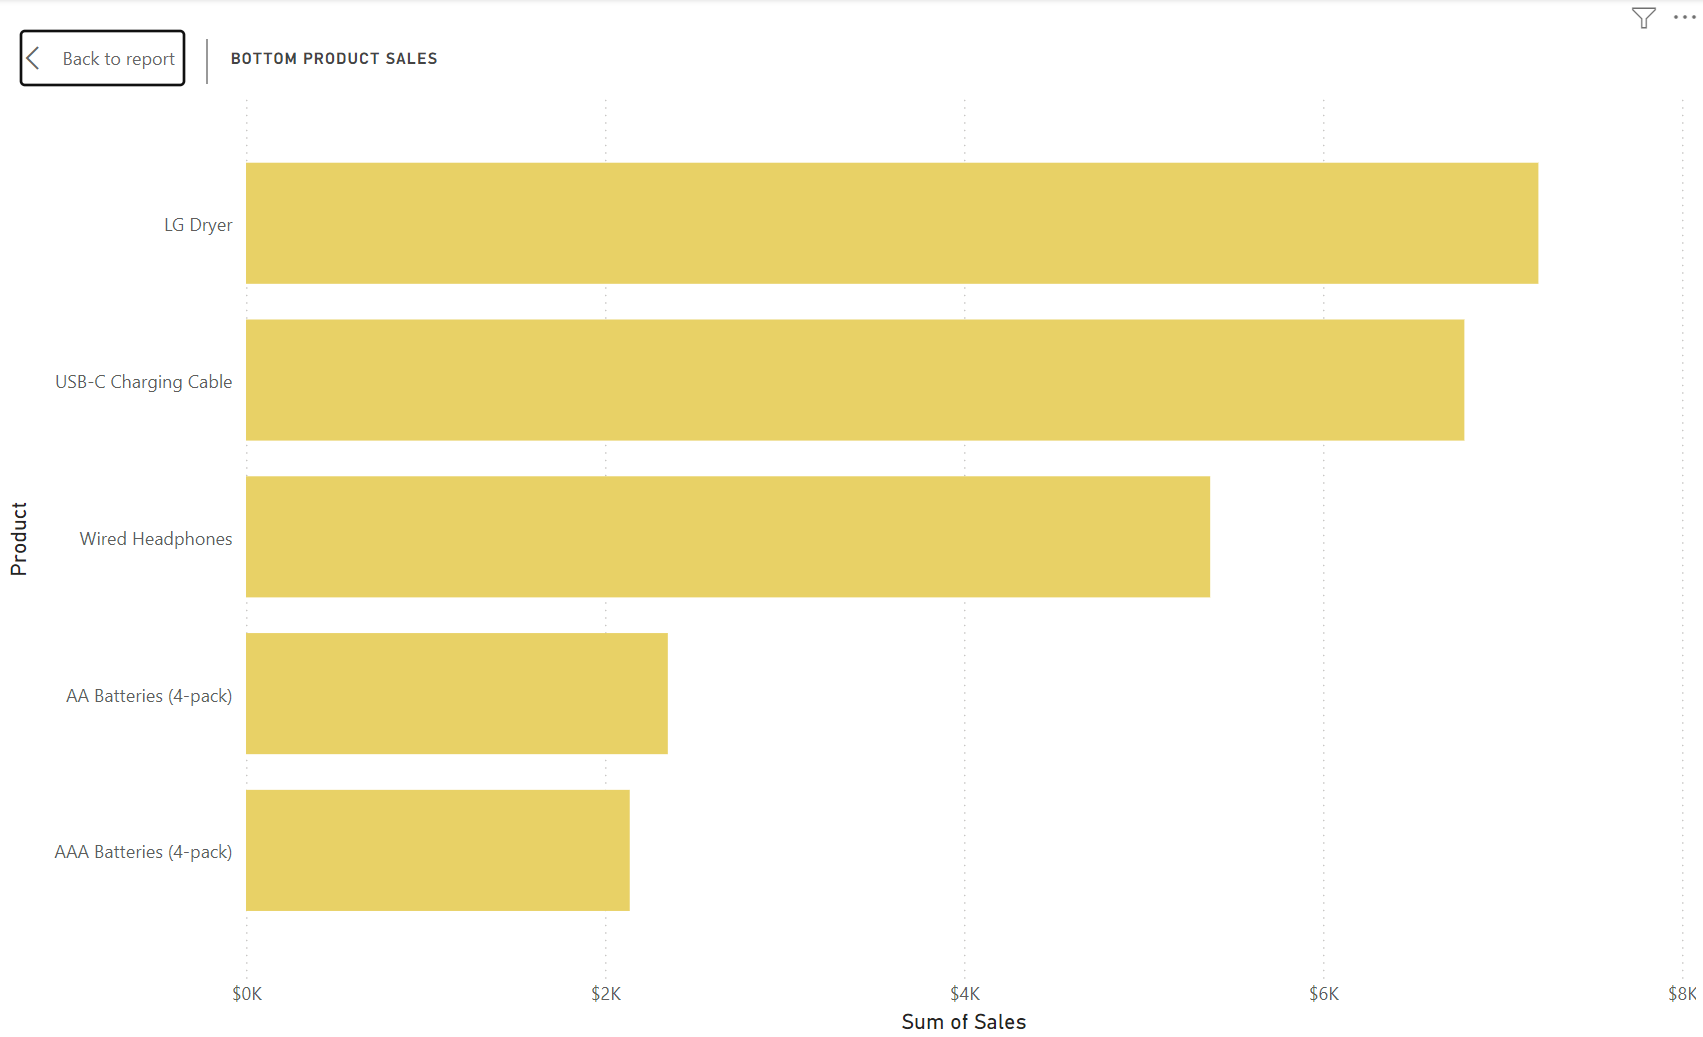 Back to report
BOTTOM PRODUCT SALES
Product
LG Dryer
USB-C Charging Cable
Wired Headphones
AA Batteries (4-pack)
AAA Batteries (4-pack)
$0K $2K $4K $6K $8K
Sum of Sales